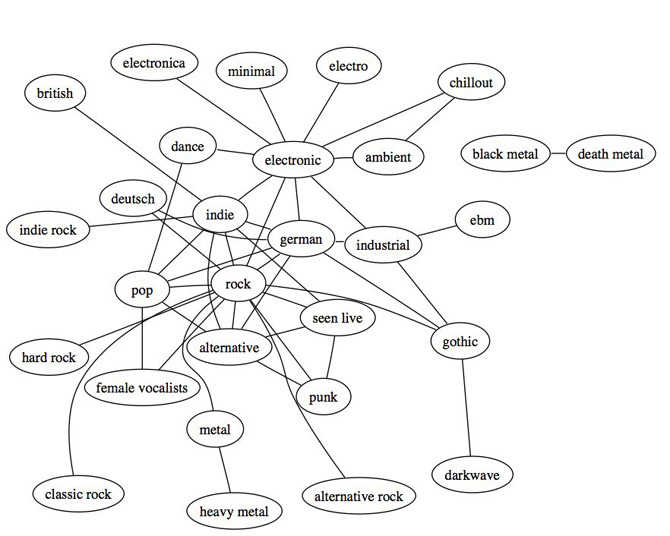 electronica
minimal
electro
chillout
british
dance
electronic
ambient
black metal
death metal
deutsch
indie
ebm
indie rock
german
industrial
pop
rock
seen live
hard rock
alternative
gothic
female vocalists
punk
metal
classic rock
alternative rock
darkwave
heavy metal